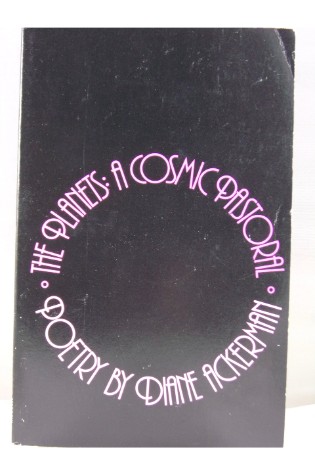 THE PLANETS: A COSMIC PASTORAL
POETRY BY DIANE ACKERMAN